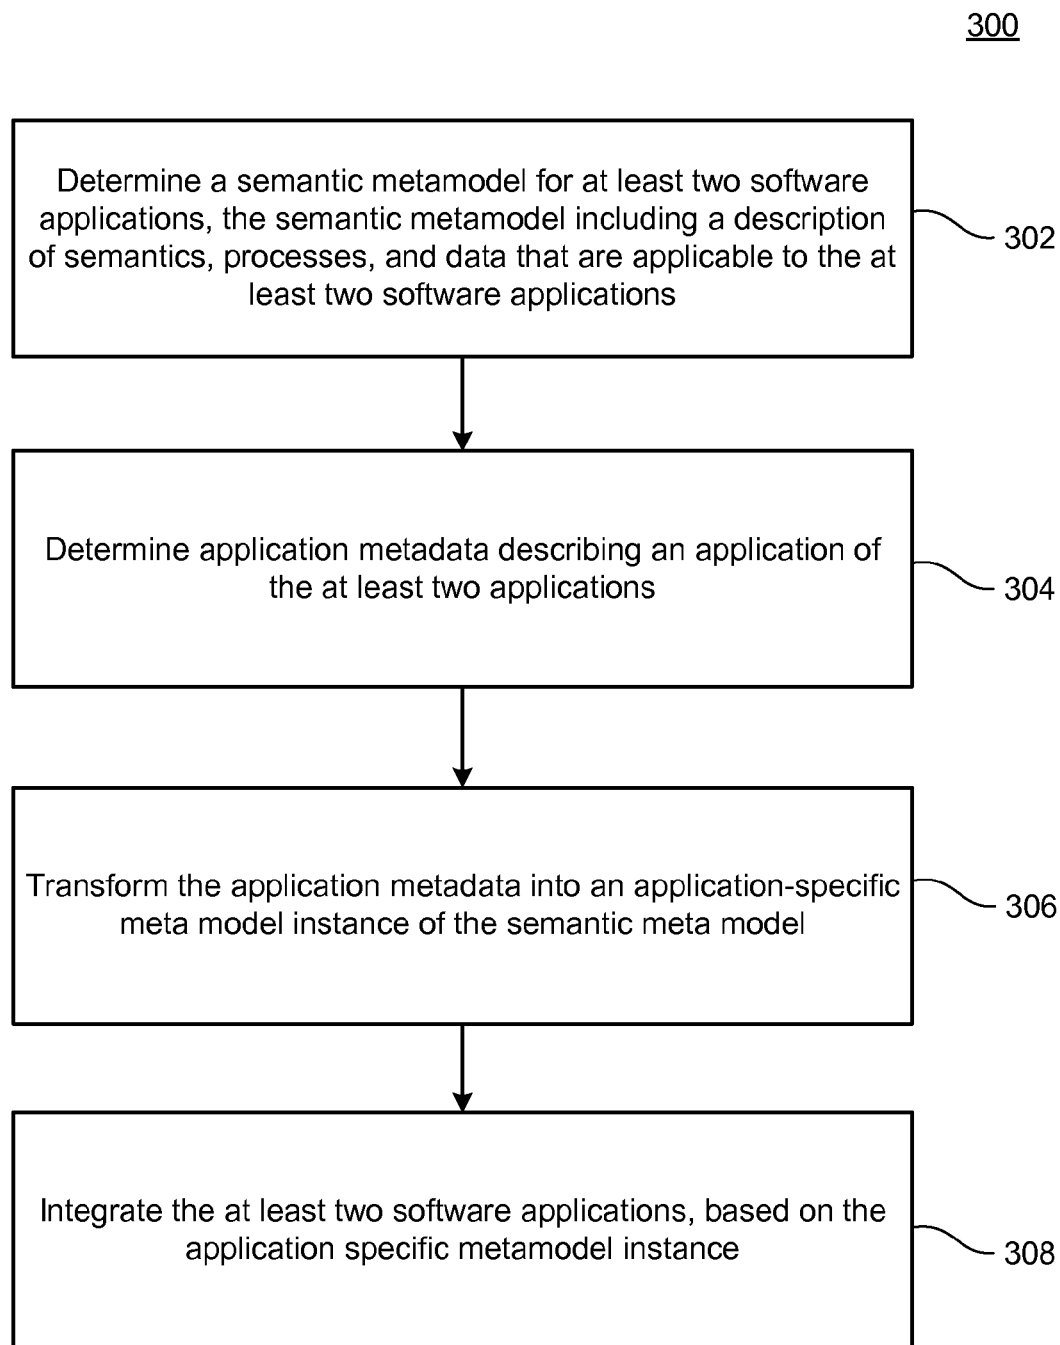 300
Determine a semantic metamodel for at least two software
applications, the semantic metamodel including a description
of semantics, processes, and data that are applicable to the at
least two software applications
302
Determine application metadata describing an application of
the at least two applications
304
Transform the application metadata into an application-specific
meta model instance of the semantic meta model
306
Integrate the at least two software applications, based on the
application specific metamodel instance
308